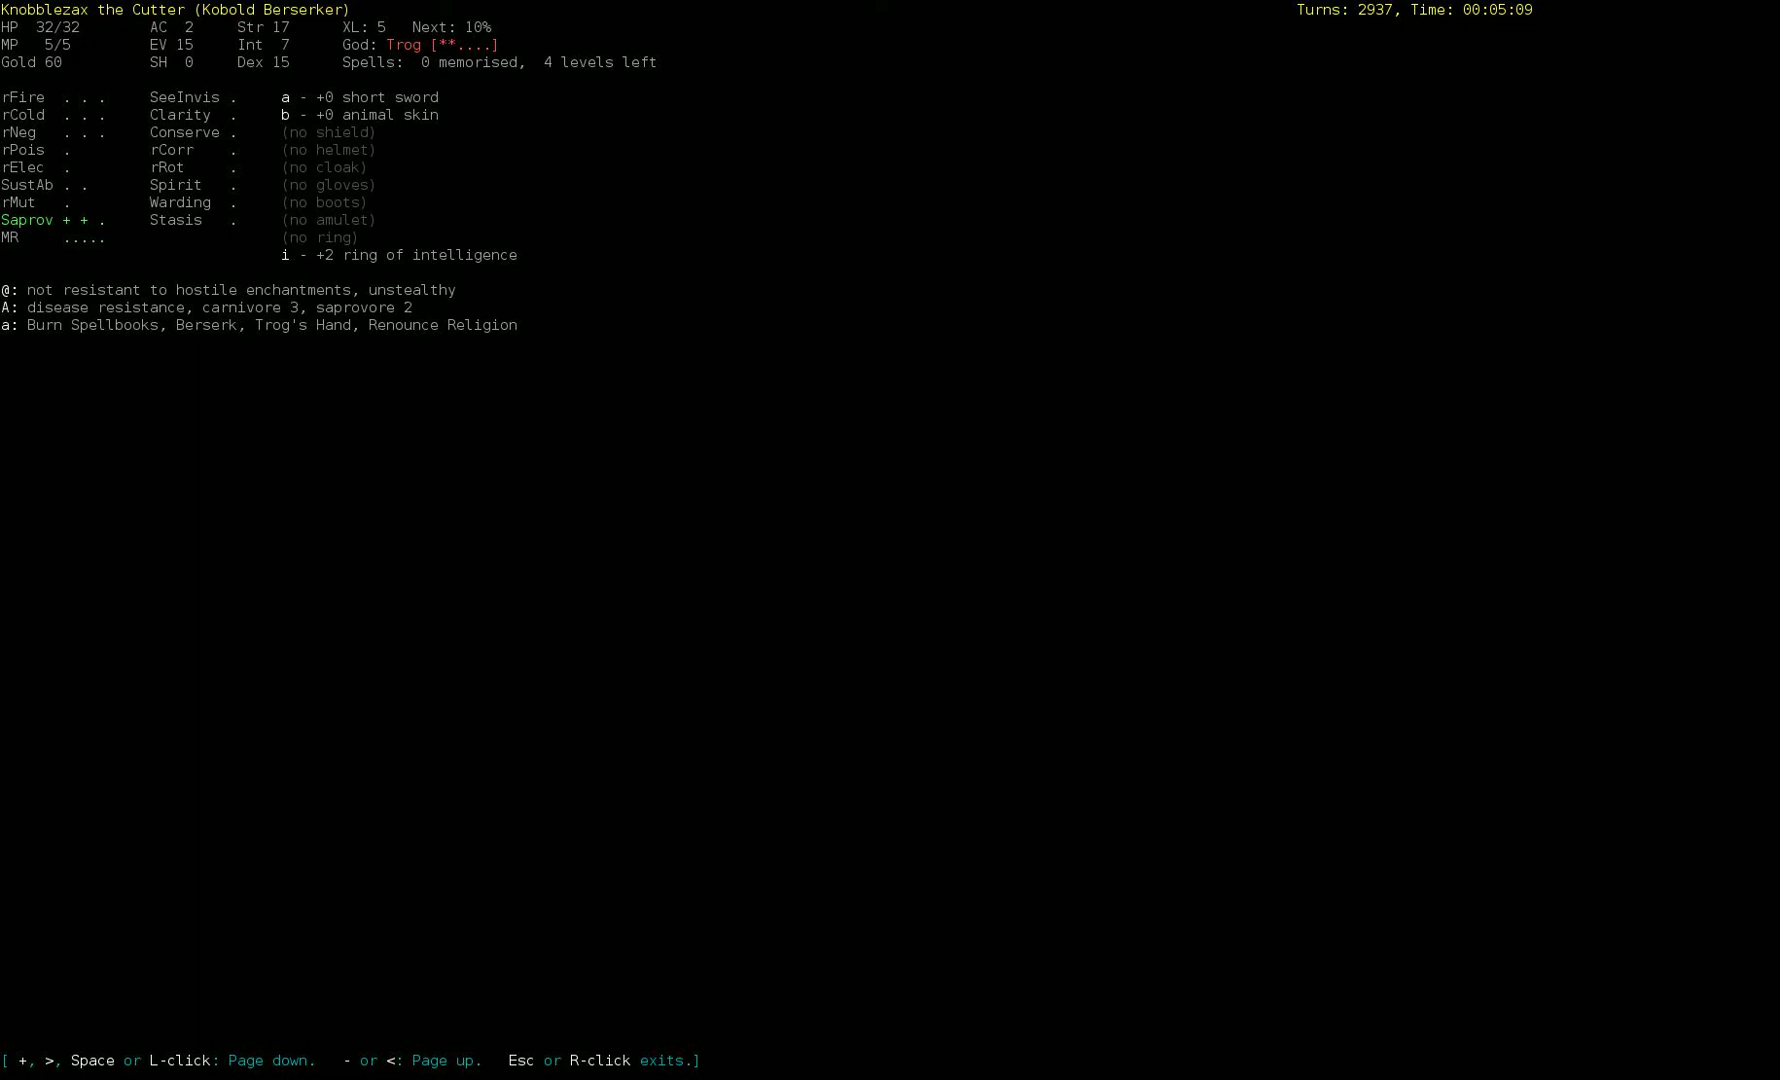 Knobblezax the Cutter (Kobold Berserker) Turns: 2937, Time: 00:05:09
HP 32/32 AC 2 Str 17 XL: 5 Next: 10%
MP 5/5 EV 15 Int 7 God: Trog [**....]
Gold 60 SH 0 Dex 15 Spells: 0 memorised, 4 levels left
rFire . . . SeeInvis . a - +0 short sword
rCold . . . Clarity . b - +0 animal skin
rNeg . . . Conserve . (no shield)
rPois . rCorr . (no helmet)
rElec . rRot . (no cloak)
SustAb . . Spirit . (no gloves)
rMut . Warding . (no boots)
Saprov + + . Stasis . (no amulet)
MR ..... (no ring)
i - +2 ring of intelligence
@: not resistant to hostile enchantments, unstealthy
A: disease resistance, carnivore 3, saprovore 2
a: Burn Spellbooks, Berserk, Trog's Hand, Renounce Religion
[ +, >, Space or L-click: Page down. - or <: Page up. Esc or R-click exits.]